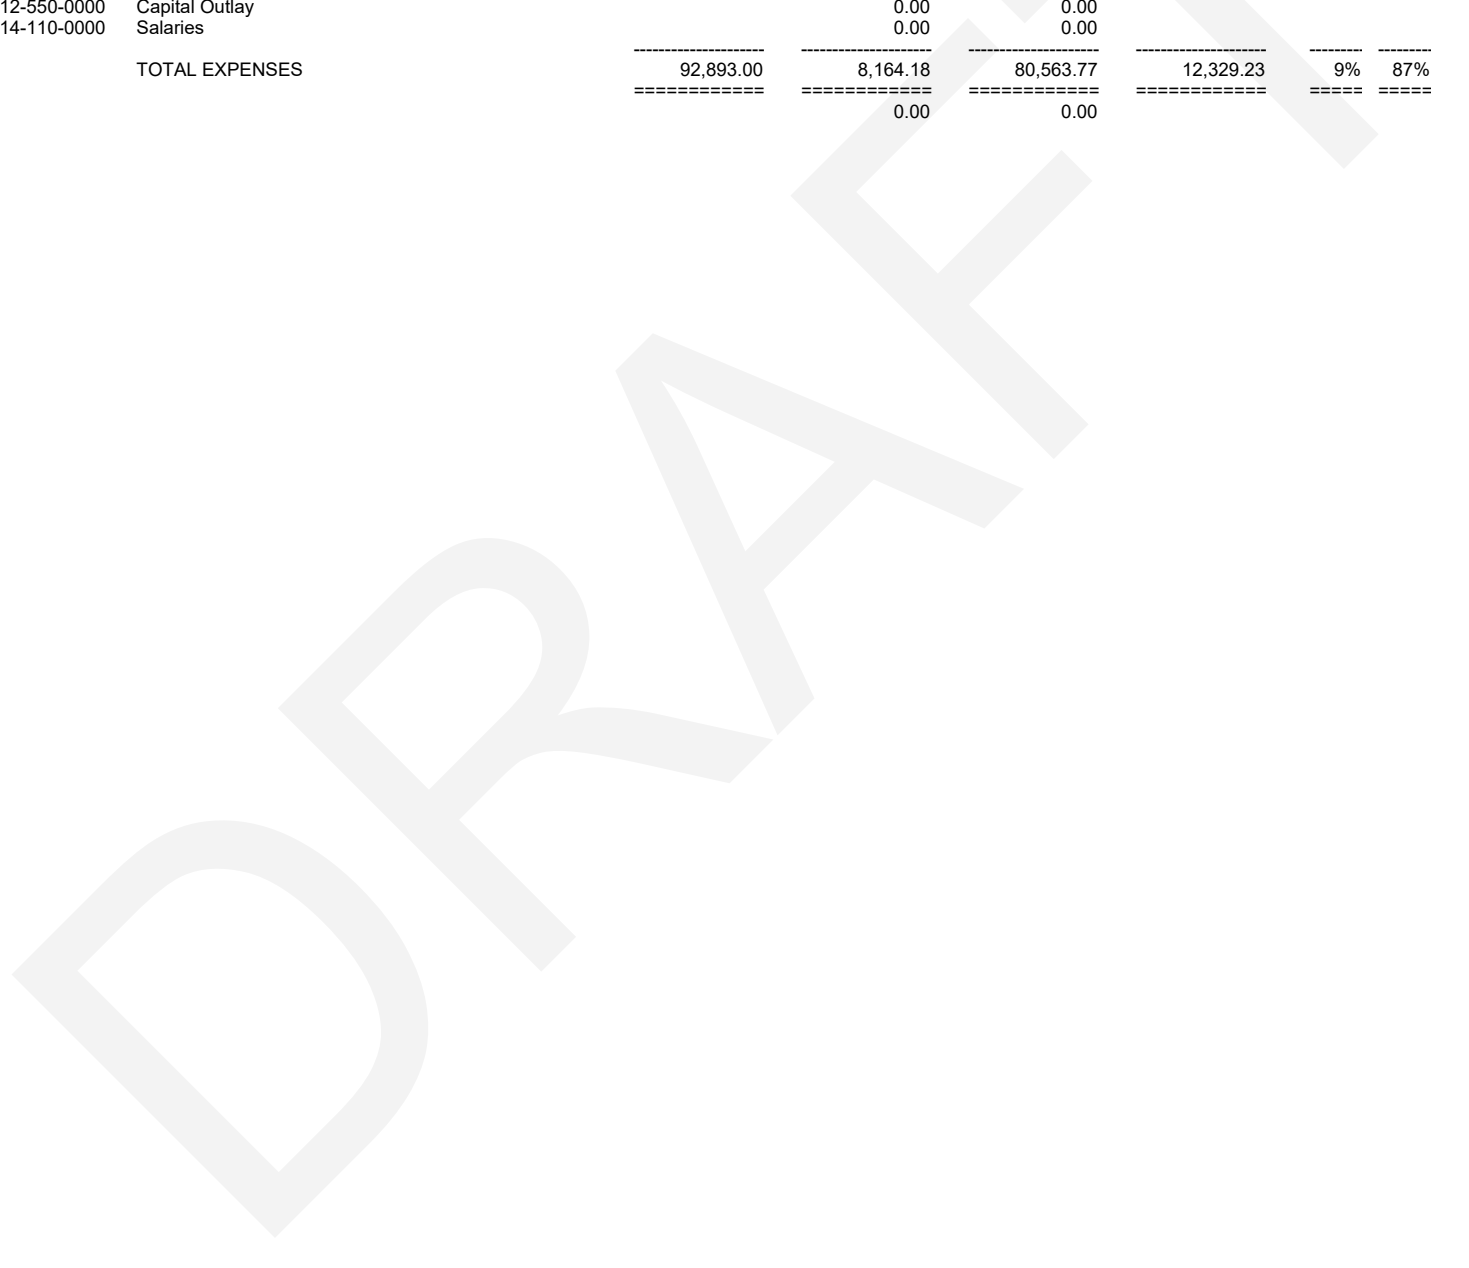 12-550-0000 Capital Outlay 0.00 0.00
14-110-0000 Salaries 0.00 0.00
--------------------- --------------------- --------------------- --------------------- -------- --------
TOTAL EXPENSES 92,893.00 8,164.18 80,563.77 12,329.23 9% 87%
============ ============ ============ ============ ===== =====
0.00 0.00
DRAFT